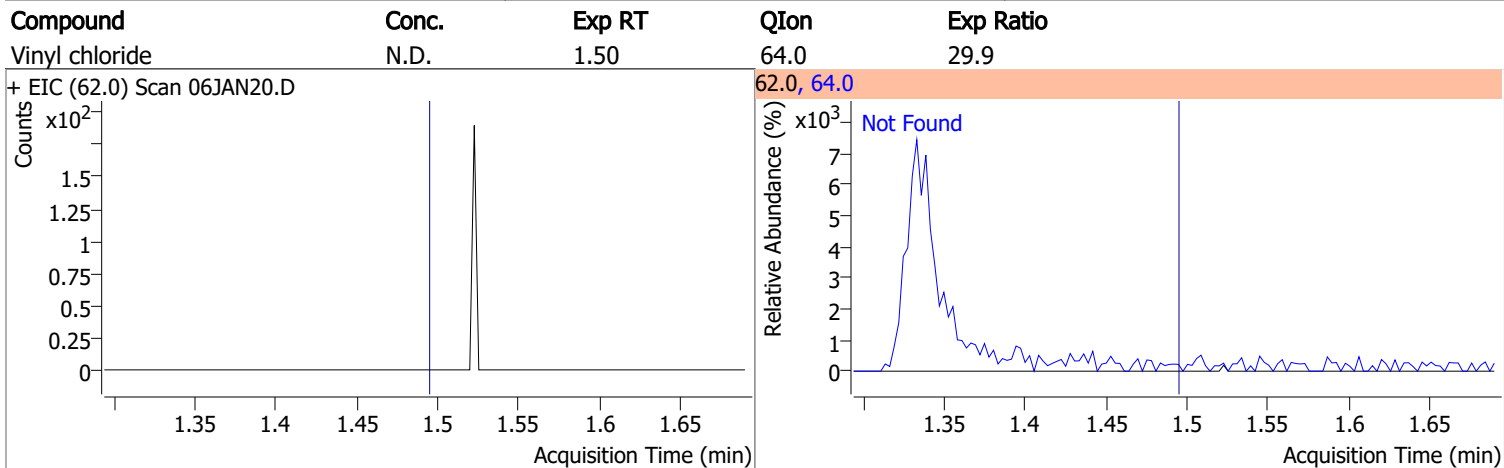 Compound Conc. Exp RT QIon Exp Ratio
Vinyl chloride N.D. 1.50 64.0 29.9
+ EIC (62.0) Scan 06JAN20.D
Counts
x10²
1.5
1.25
1
0.75
0.5
0.25
0
1.35 1.4 1.45 1.5 1.55 1.6 1.65
Acquisition Time (min)
62.0, 64.0
Relative Abundance (%)
x10³
Not Found
7
6
5
4
3
2
1
0
1.35 1.4 1.45 1.5 1.55 1.6 1.65
Acquisition Time (min)